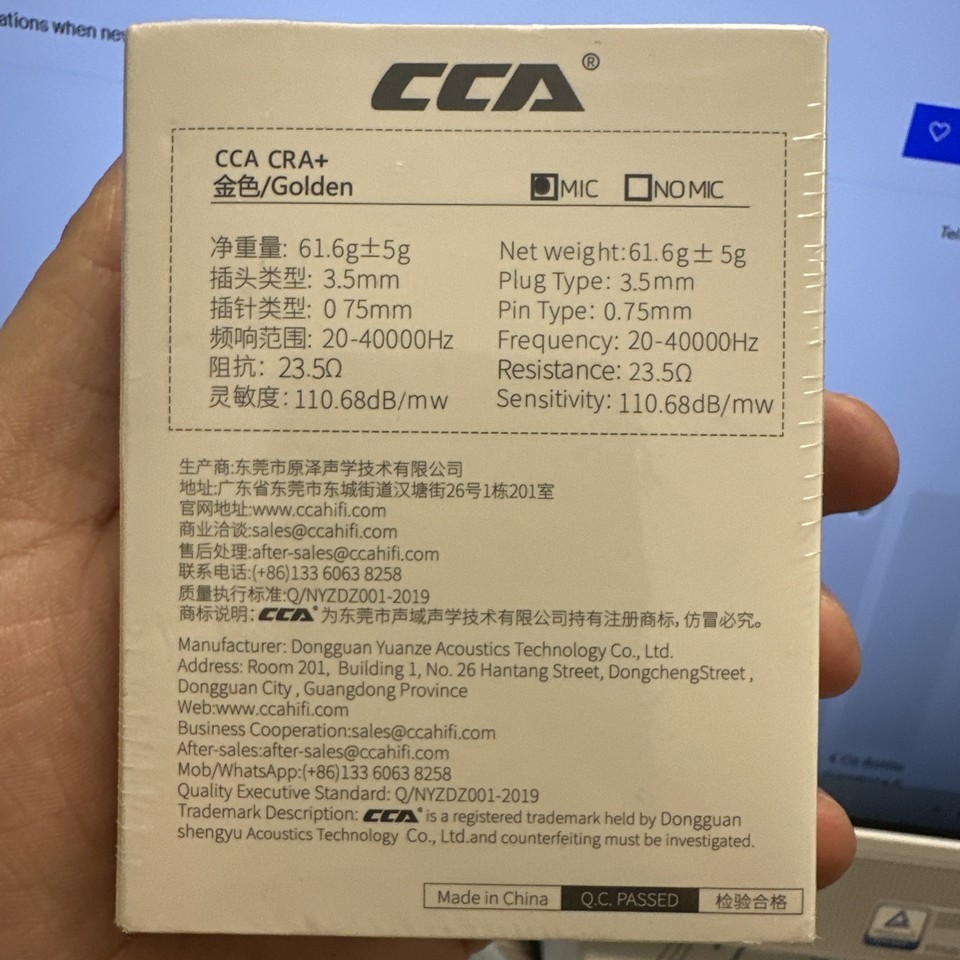 ations when
CCA®
CCA CRA+
金色/Golden
MIC NO MIC
净重量: 61.6g±5g
插头类型: 3.5mm
插针类型: 0 75mm
频响范围: 20-40000Hz
阻抗: 23.5Ω
灵敏度: 110.68dB/mw
Net weight:61.6g± 5g
Plug Type: 3.5mm
Pin Type: 0.75mm
Frequency: 20-40000Hz
Resistance: 23.5Ω
Sensitivity: 110.68dB/mw
生产商:东莞市原泽声学技术有限公司
地址:广东省东莞市东城街道汉塘街26号1栋201室
官网地址:www.ccahifi.com
商业洽谈:sales@ccahifi.com
售后处理:after-sales@ccahifi.com
联系电话:(+86)133 6063 8258
质量执行标准:Q/NYZDZ001-2019
商标说明: CCA®为东莞市声域声学技术有限公司持有注册商标, 仿冒必究。
Manufacturer: Dongguan Yuanze Acoustics Technology Co., Ltd.
Address: Room 201, Building 1, No. 26 Hantang Street, DongchengStreet ,
Dongguan City , Guangdong Province
Web:www.ccahifi.com
Business Cooperation:sales@ccahifi.com
After-sales:after-sales@ccahifi.com
Mob/WhatsApp:(+86)133 6063 8258
Quality Executive Standard: Q/NYZDZ001-2019
Trademark Description: CCA® is a registered trademark held by Dongguan
shengyu Acoustics Technology Co., Ltd.and counterfeiting must be investigated.
Made in China Q.C. PASSED 检验合格